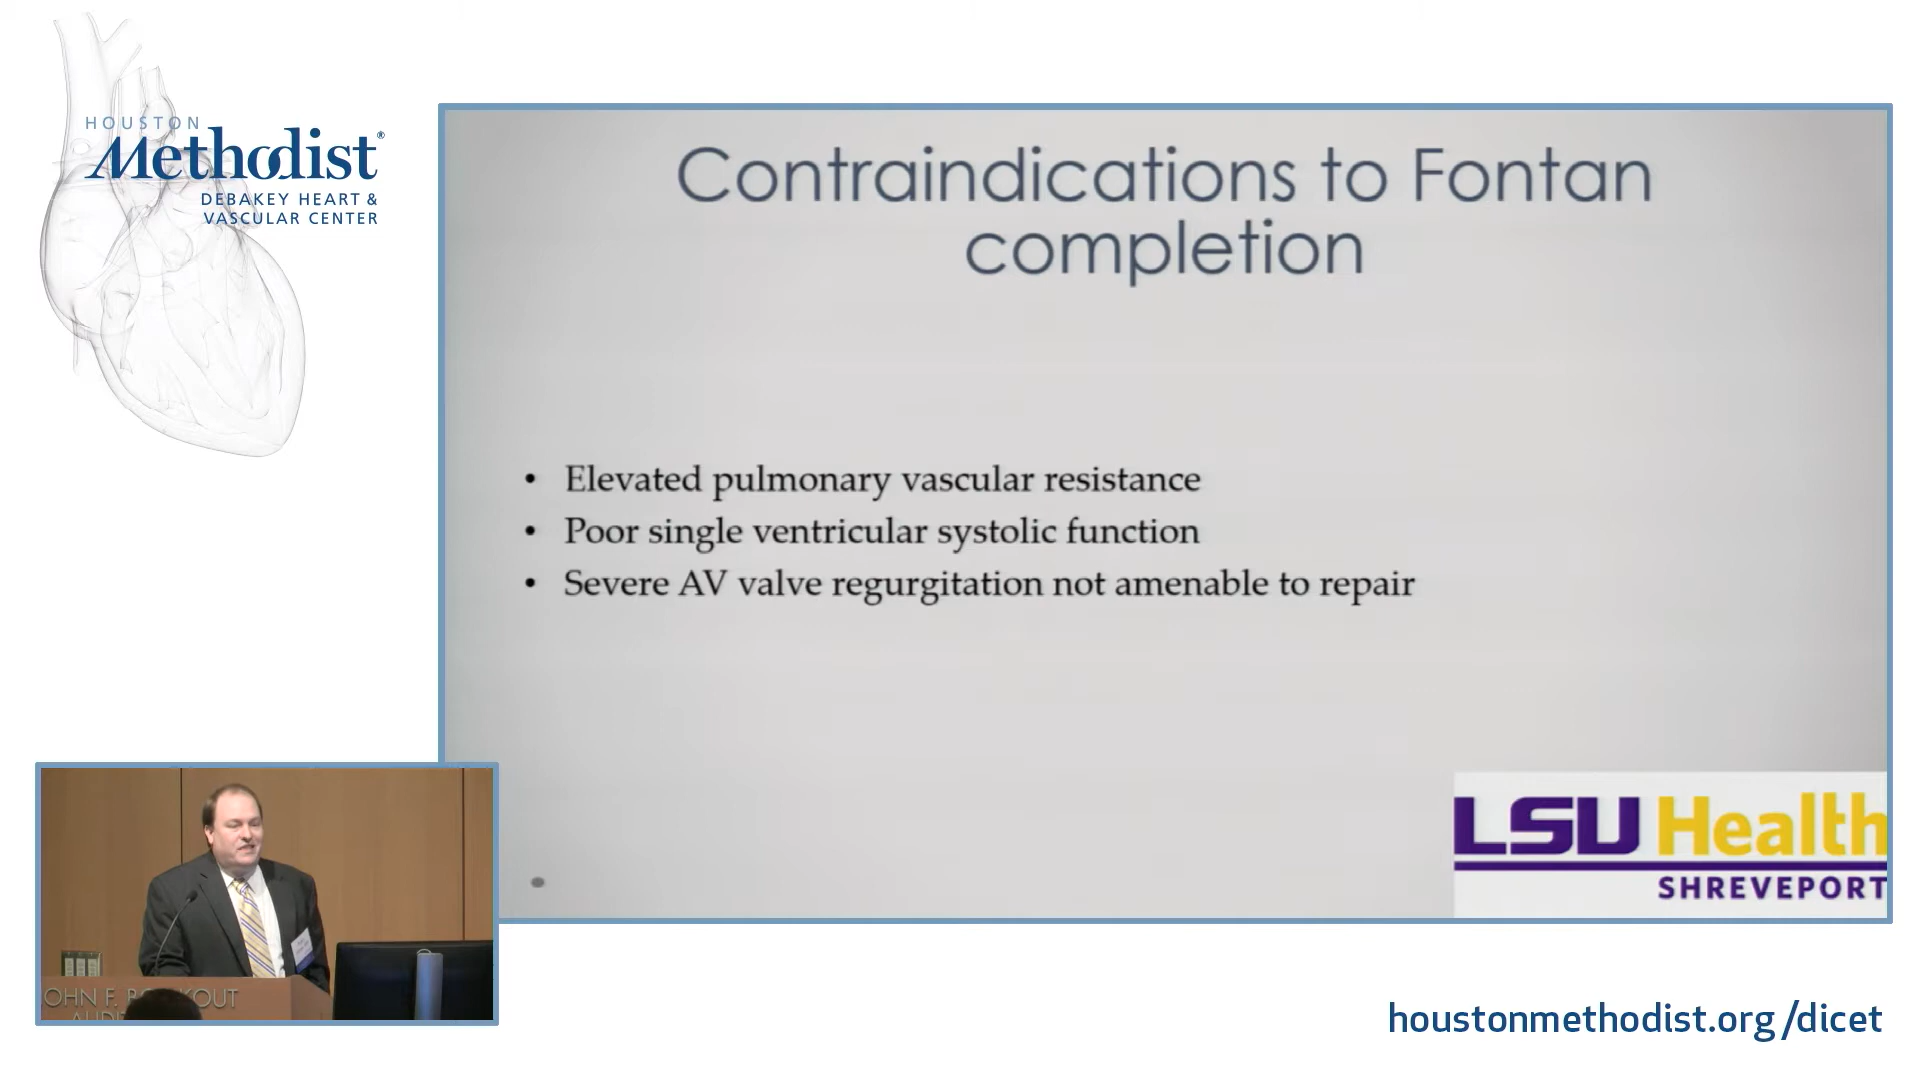 HOUSTON
Methodist®
DEBAKEY HEART &
VASCULAR CENTER
Contraindications to Fontan
completion
• Elevated pulmonary vascular resistance
• Poor single ventricular systolic function
• Severe AV valve regurgitation not amenable to repair
LSU Health
SHREVEPORT
OHN F.
houstonmethodist.org/dicet